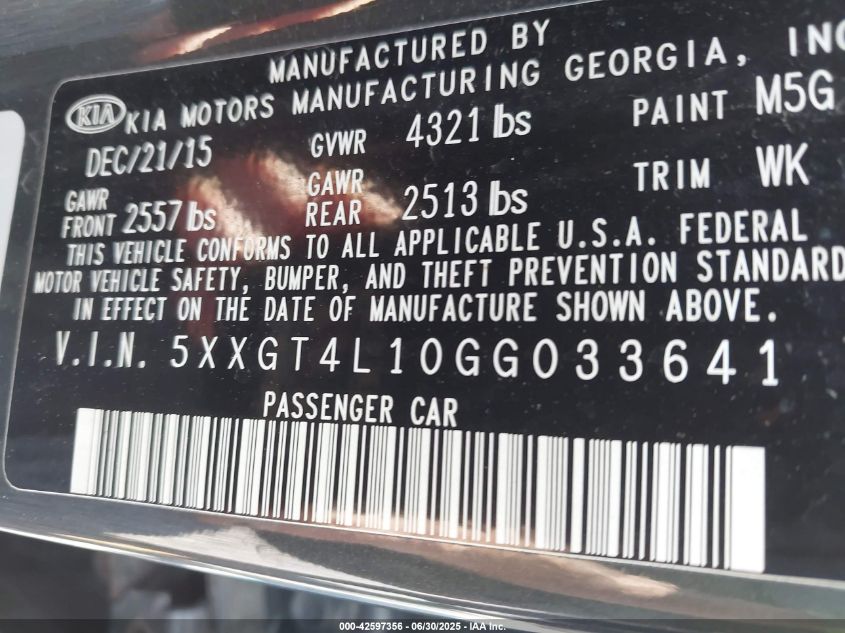 MANUFACTURED BY
KIA KIA MOTORS MANUFACTURING GEORGIA, INC
DEC/21/15 GVWR 4321 lbs PAINT M5G
GAWR FRONT 2557 lbs GAWR REAR 2513 lbs TRIM WK
THIS VEHICLE CONFORMS TO ALL APPLICABLE U.S.A. FEDERAL
MOTOR VEHICLE SAFETY, BUMPER, AND THEFT PREVENTION STANDARD
IN EFFECT ON THE DATE OF MANUFACTURE SHOWN ABOVE.
V.I.N. 5XXGT4L10GG033641
PASSENGER CAR
000-42597356 - 06/30/2025 - IAA Inc.